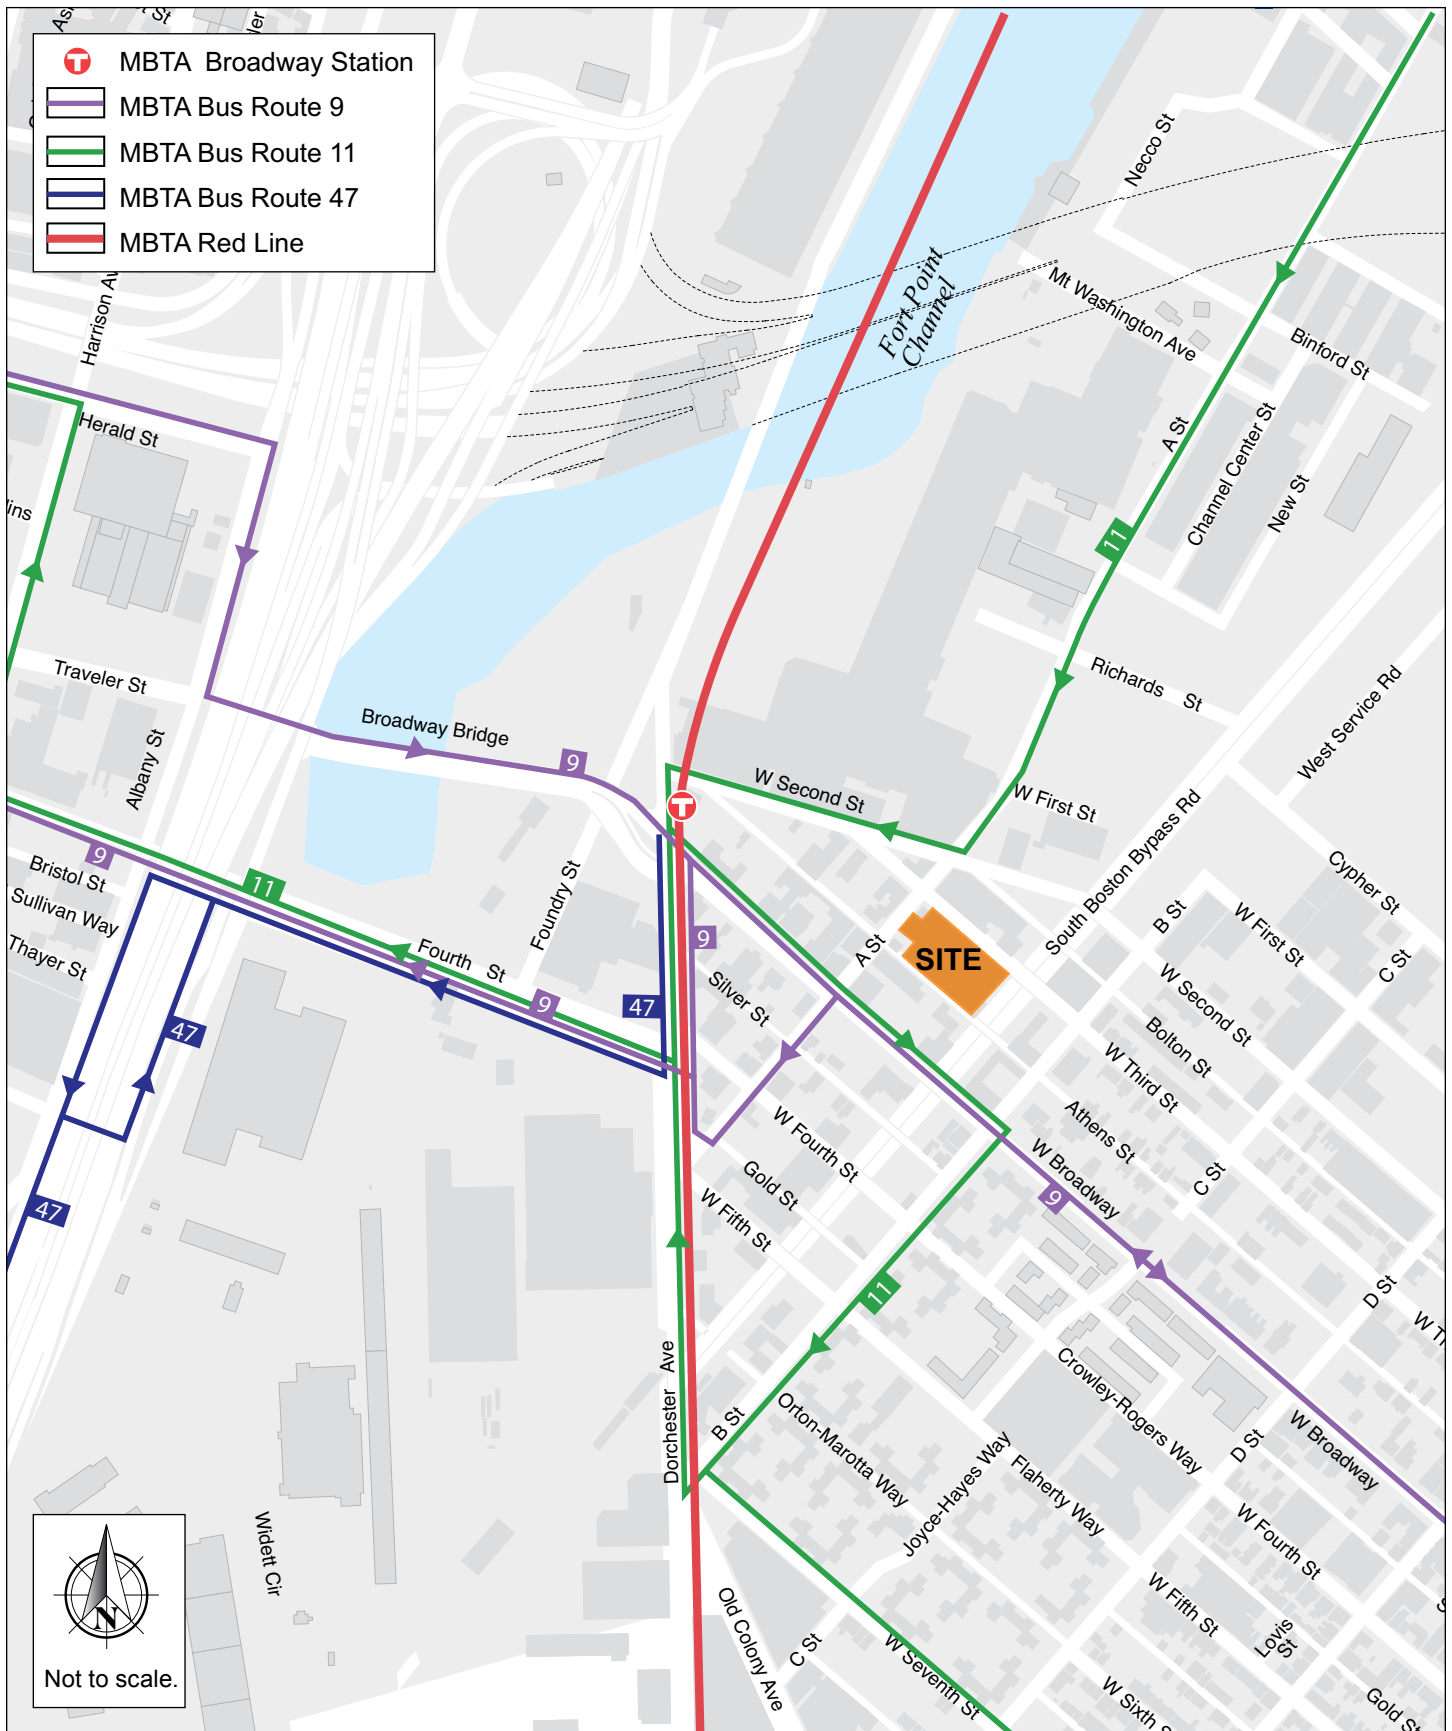 MBTA  Broadway Station
MBTA Bus Route 9
MBTA Bus Route 11
MBTA Bus Route 47
MBTA Red Line
T
Harrison Av
Necco St
Mt Washington Ave
Binford St
Fort Point
Channel
Herald St
A St
Channel Center St
New St
lins
11
Traveler St
Richards St
West Service Rd
Albany St
Broadway Bridge
9
T
W Second St
W First St
South Boston Bypass Rd
Cypher St
9
11
Bristol St
Sullivan Way
Thayer St
Foundry St
Fourth St
9
9
47
Silver St
A St
SITE
B St
W First St
C St
W Second St
Bolton St
W Third St
Athens St
47
47
W Fourth St
Gold St
W Fifth St
W Broadway
9
C St
D St
11
Dorchester Ave
B St
Orton-Marotta Way
Crowley-Rogers Way
Joyce-Hayes Way
Flaherty Way
D St
W Broadway
W Fourth St
W Fifth St
Lovis
St
Widett Cir
Old Colony Ave
C St
W Seventh St
W Sixth S
Gold St
N
Not to scale.